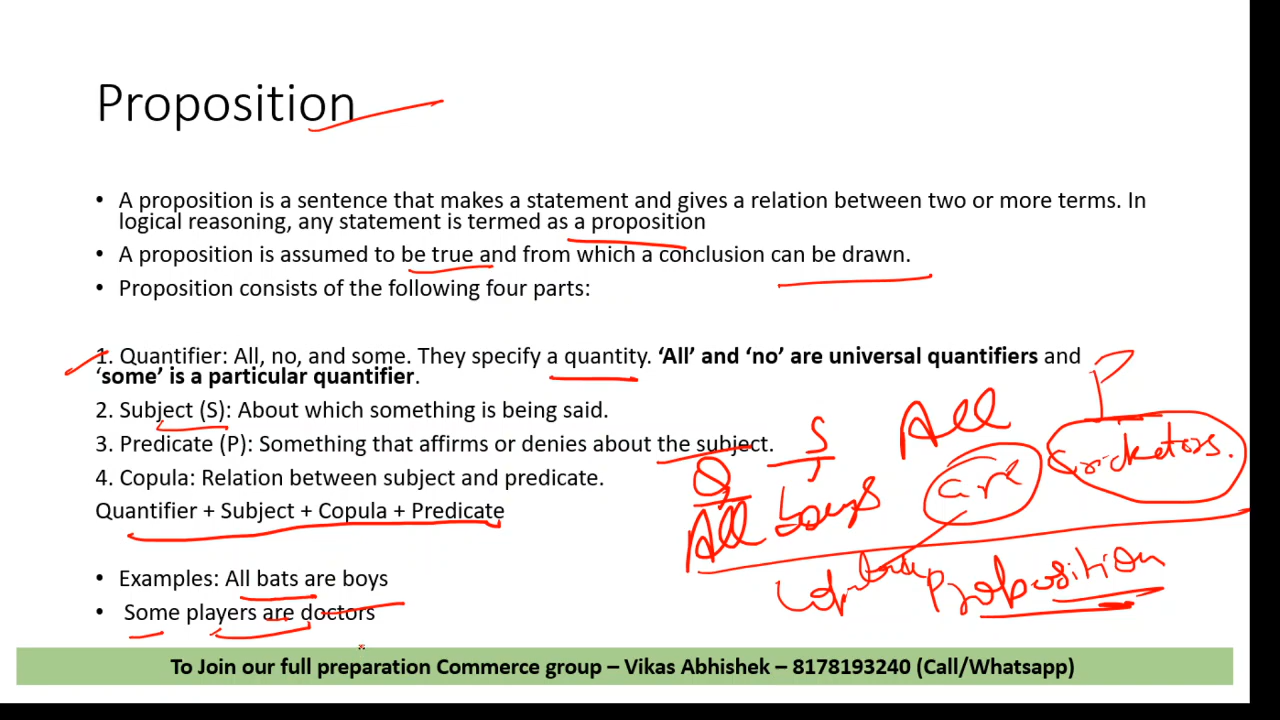 Proposition
• A proposition is a sentence that makes a statement and gives a relation between two or more terms. In
logical reasoning, any statement is termed as a proposition
• A proposition is assumed to be true and from which a conclusion can be drawn.
• Proposition consists of the following four parts:
1. Quantifier: All, no, and some. They specify a quantity. ‘All’ and ‘no’ are universal quantifiers and
‘some’ is a particular quantifier.
2. Subject (S): About which something is being said.
3. Predicate (P): Something that affirms or denies about the subject.
4. Copula: Relation between subject and predicate.
Quantifier + Subject + Copula + Predicate
• Examples: All bats are boys
• Some players are doctors
All
Q S P
All boys are cricketors.
Proposition
To Join our full preparation Commerce group – Vikas Abhishek – 8178193240 (Call/Whatsapp)